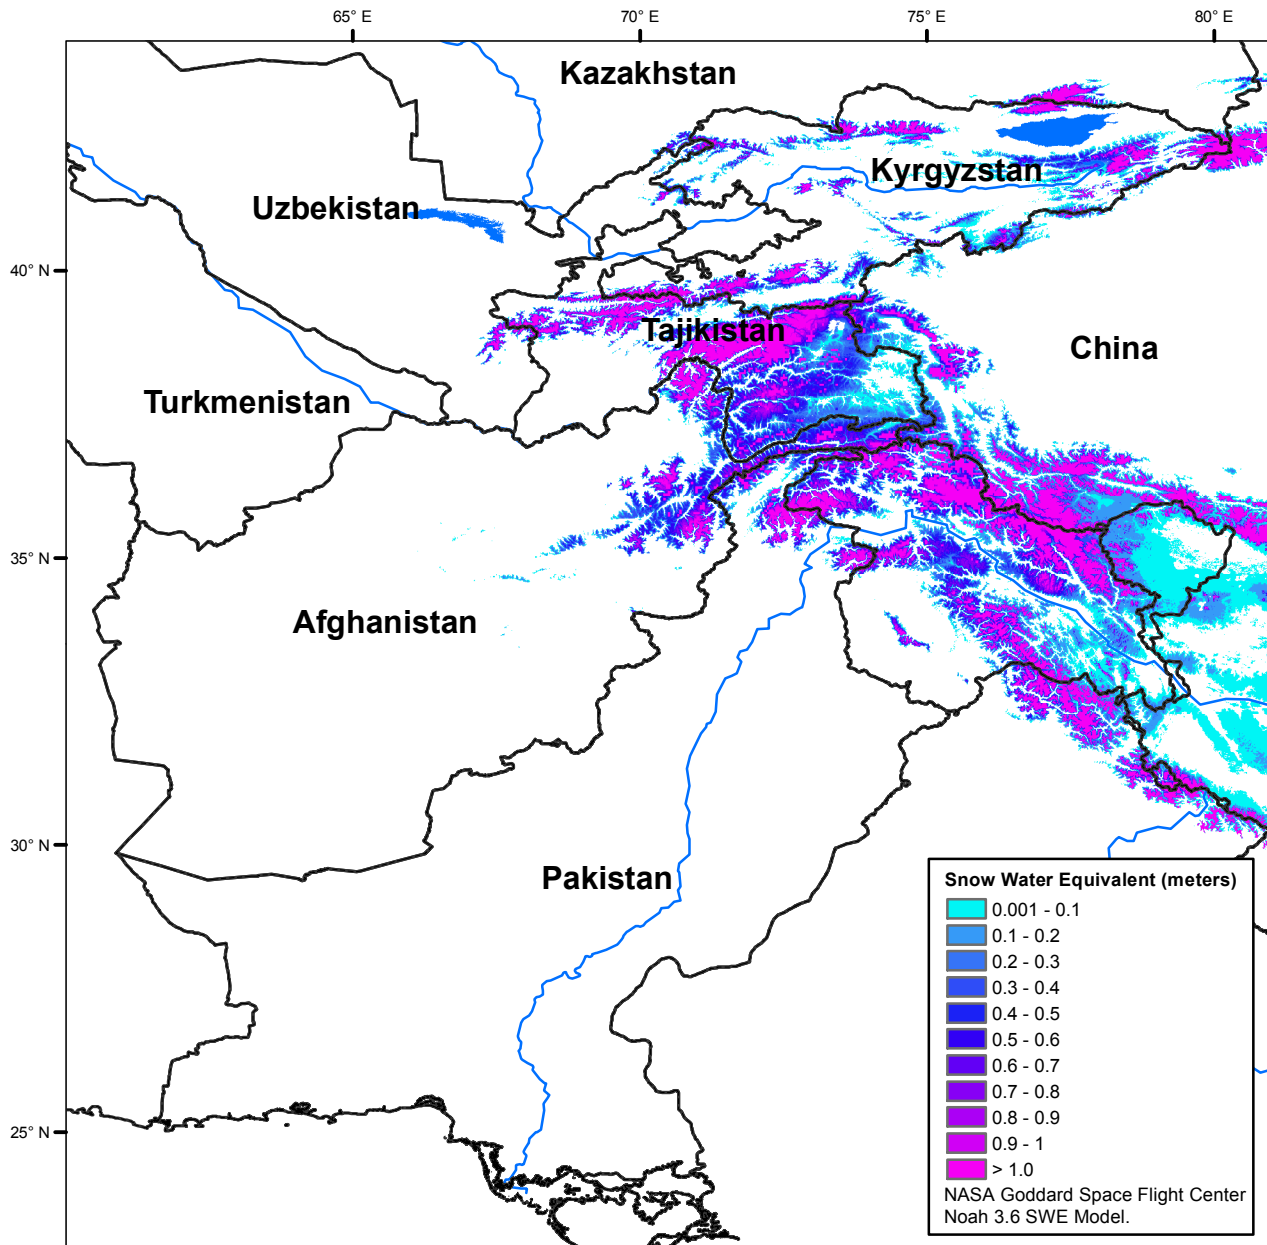 65° E
70° E
75° E
80° E
Kazakhstan
Kyrgyzstan
Uzbekistan
40° N
Tajikistan
China
Turkmenistan
35° N
Afghanistan
30° N
Pakistan
25° N
Snow Water Equivalent (meters)
0.001 - 0.1
0.1 - 0.2
0.2 - 0.3
0.3 - 0.4
0.4 - 0.5
0.5 - 0.6
0.6 - 0.7
0.7 - 0.8
0.8 - 0.9
0.9 - 1
> 1.0
NASA Goddard Space Flight Center
Noah 3.6 SWE Model.